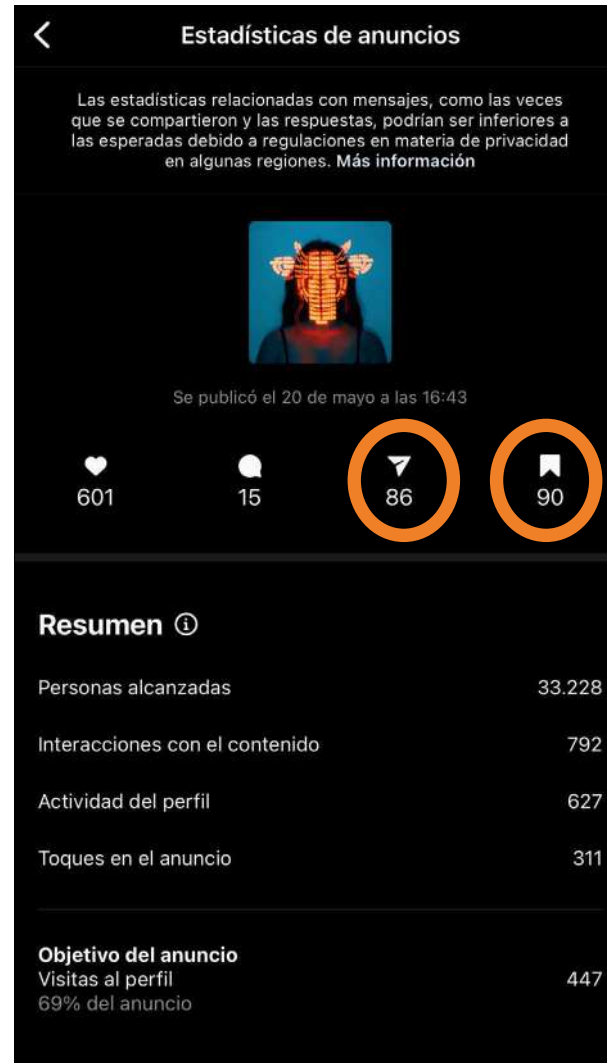 Estadísticas de anuncios
Las estadísticas relacionadas con mensajes, como las veces
que se compartieron y las respuestas, podrían ser inferiores a
las esperadas debido a regulaciones en materia de privacidad
en algunas regiones. Más información
Se publicó el 20 de mayo a las 16:43
601 15 86 90
Resumen
Personas alcanzadas 33.228
Interacciones con el contenido 792
Actividad del perfil 627
Toques en el anuncio 311
Objetivo del anuncio
Visitas al perfil 447
69% del anuncio